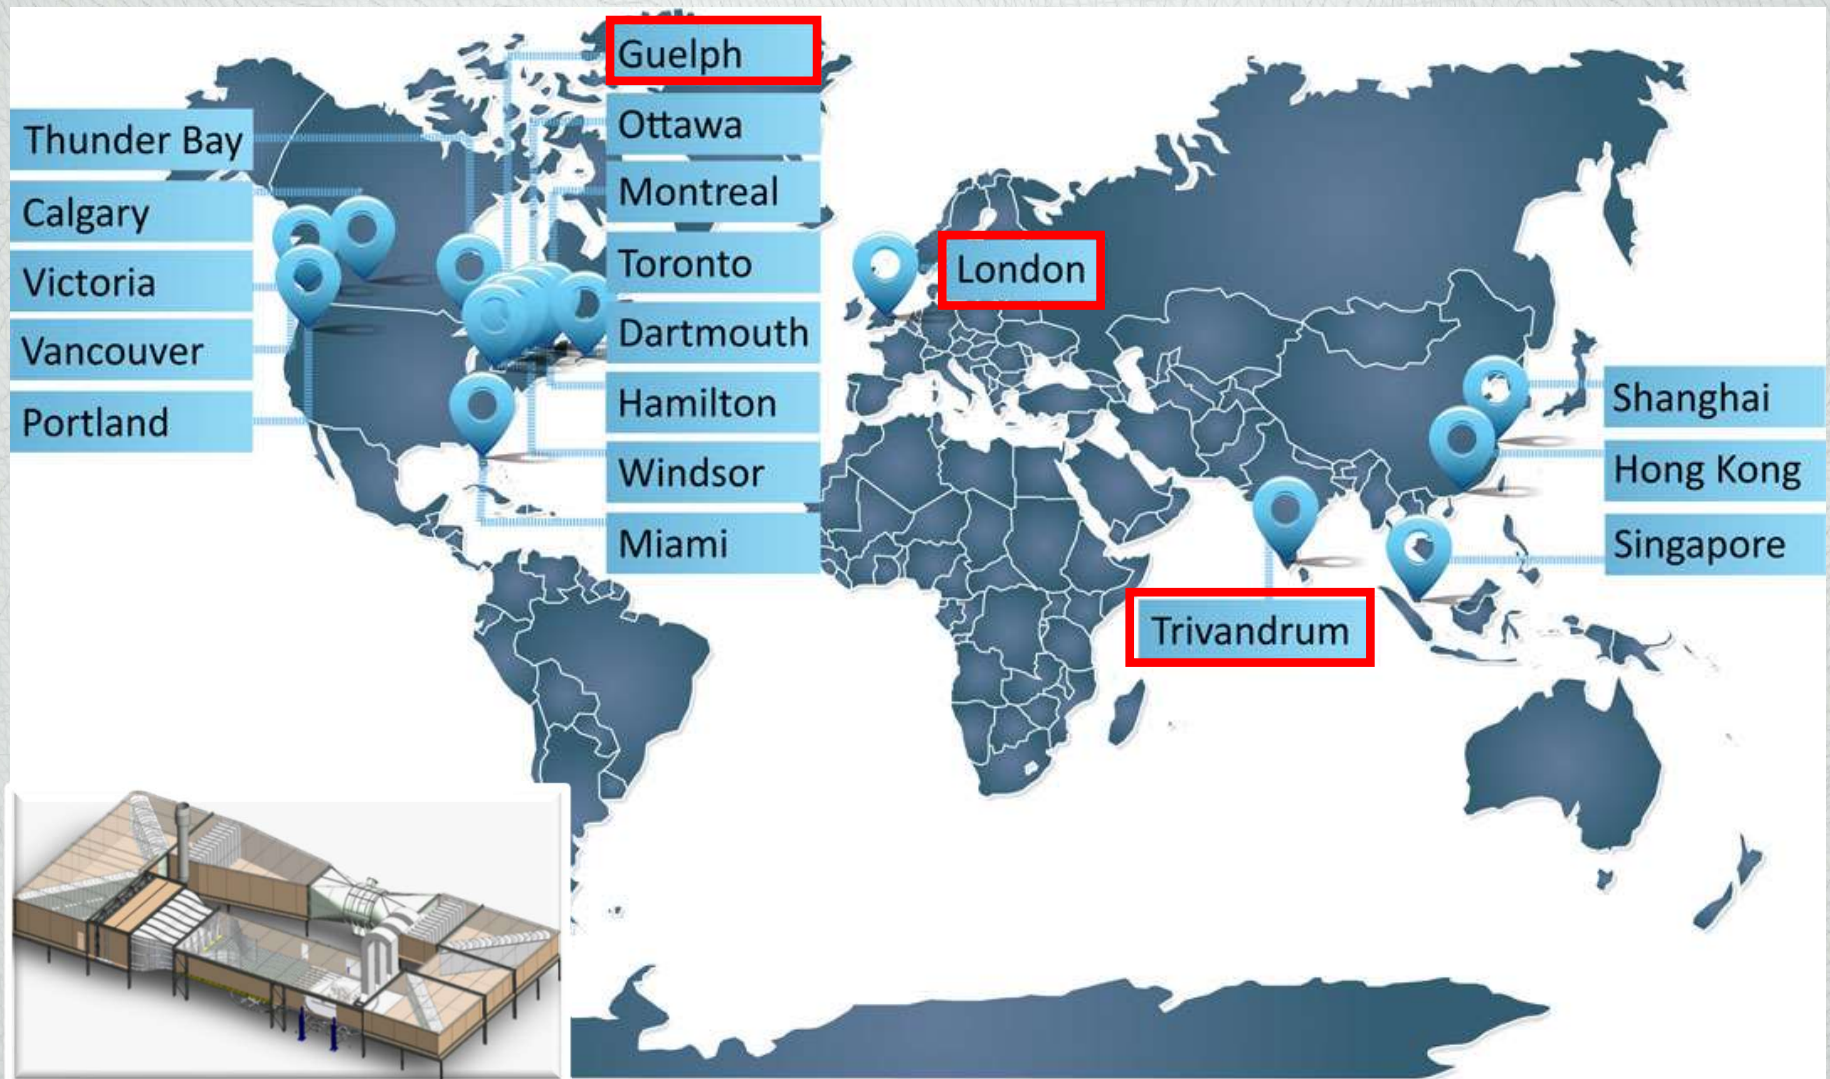 Thunder Bay
Calgary
Victoria
Vancouver
Portland
Guelph
Ottawa
Montreal
Toronto
Dartmouth
Hamilton
Windsor
Miami
London
Trivandrum
Shanghai
Hong Kong
Singapore